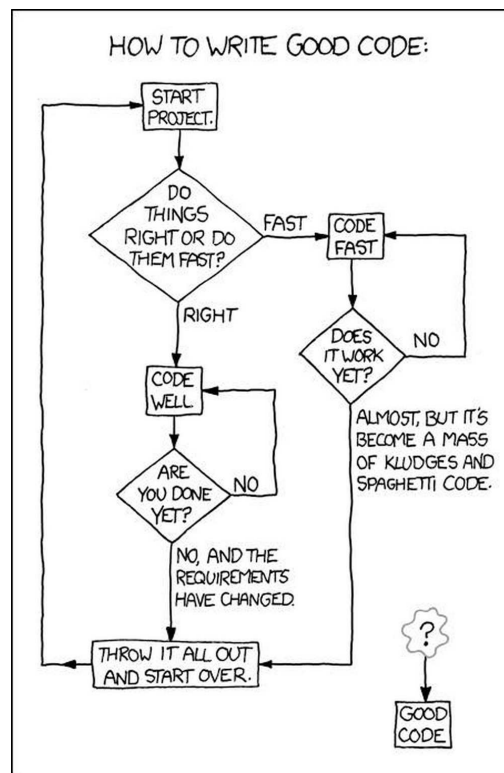 HOW TO WRITE GOOD CODE:
START
PROJECT.
DO
THINGS
RIGHT OR DO
THEM FAST?
FAST
CODE
FAST
RIGHT
DOES
IT WORK
YET?
NO
CODE
WELL
ALMOST, BUT IT'S
BECOME A MASS
OF KLUDGES AND
SPAGHETTI CODE.
ARE
YOU DONE
YET?
NO
NO, AND THE
REQUIREMENTS
HAVE CHANGED.
THROW IT ALL OUT
AND START OVER.
?
GOOD
CODE